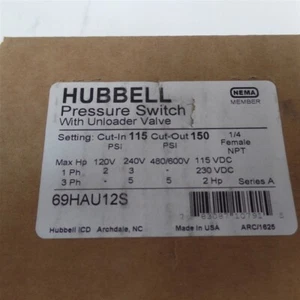 HUBBELL
NEMA
MEMBER
Pressure Switch
With Unloader Valve
Setting: Cut-In 115 Cut-Out 150 1/4
PSI PSI Female
NPT
Max Hp 120V 240V 480/600V 115 VDC
1 Ph 2 3 - 230 VDC
3 Ph - 5 5 2 Hp Series A
69HAU12S
Hubbell ICD Archdale, NC Made in USA ARC/1625